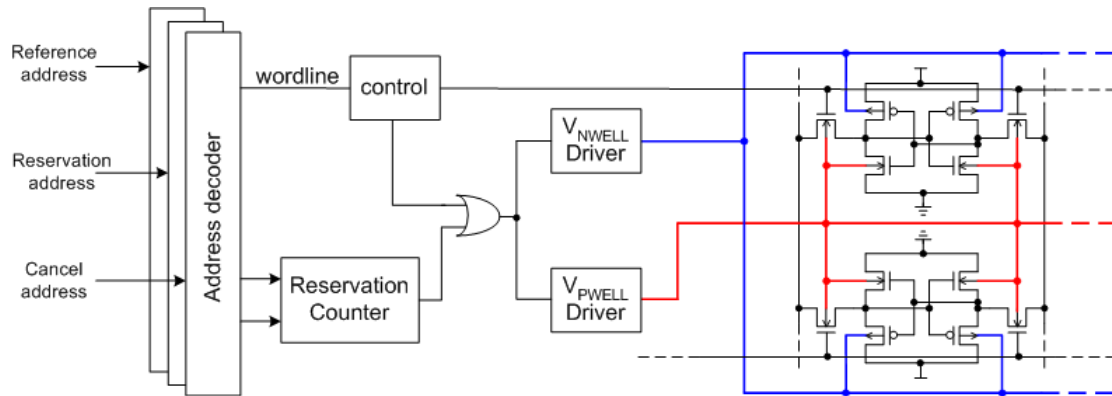 Reference
address
Reservation
address
Cancel
address
Address decoder
wordline
control
Reservation
Counter
VNWELL
Driver
VPWELL
Driver